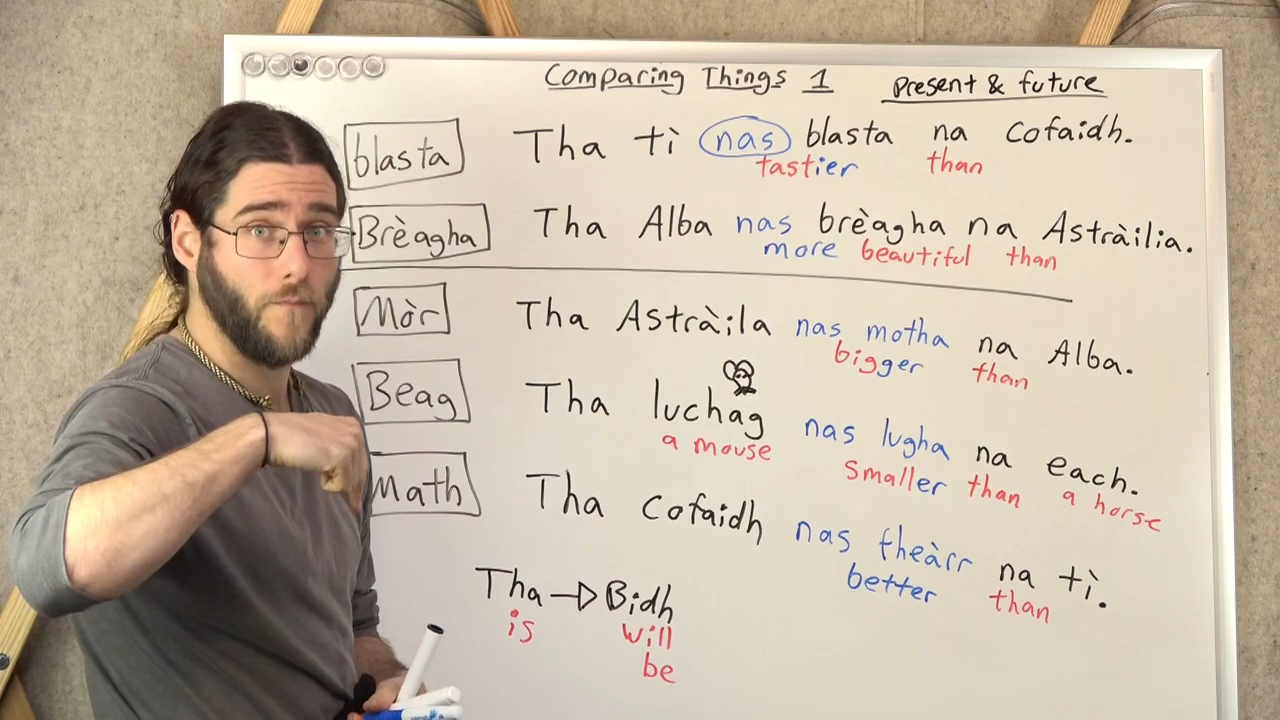 Comparing Things 1 Present & future
blasta Tha tì nas blasta na cofaidh.
tastier than
Brèagha Tha Alba nas brèagha na Astràilia.
more beautiful than
Mòr Tha Astràila nas motha na Alba.
bigger than
Beag Tha luchag nas lugha na each.
a mouse smaller than a horse
Math Tha cofaidh nas fheàrr na tì.
better than
Tha → Bidh
is will
be